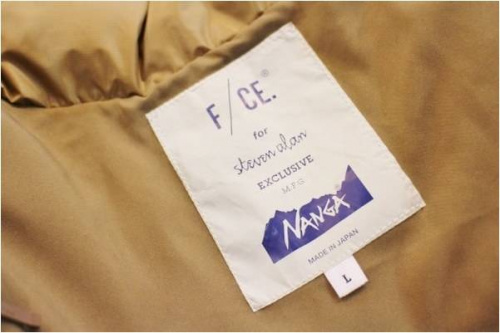 F/CE.®
for
steven alan
EXCLUSIVE
M.F.G.
NANGA
MADE IN JAPAN
L